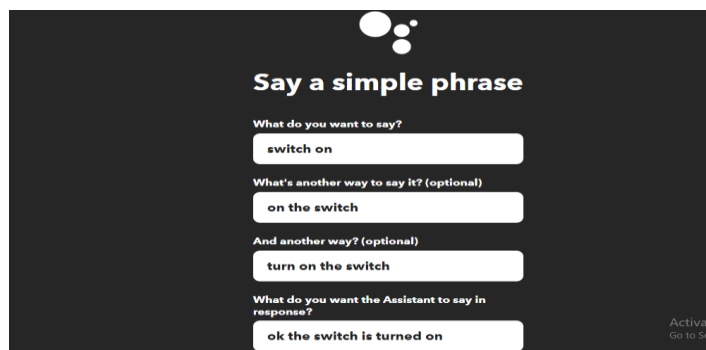 Say a simple phrase
What do you want to say?
switch on
What's another way to say it? (optional)
on the switch
And another way? (optional)
turn on the switch
What do you want the Assistant to say in
response?
ok the switch is turned on
Activa
Go to S